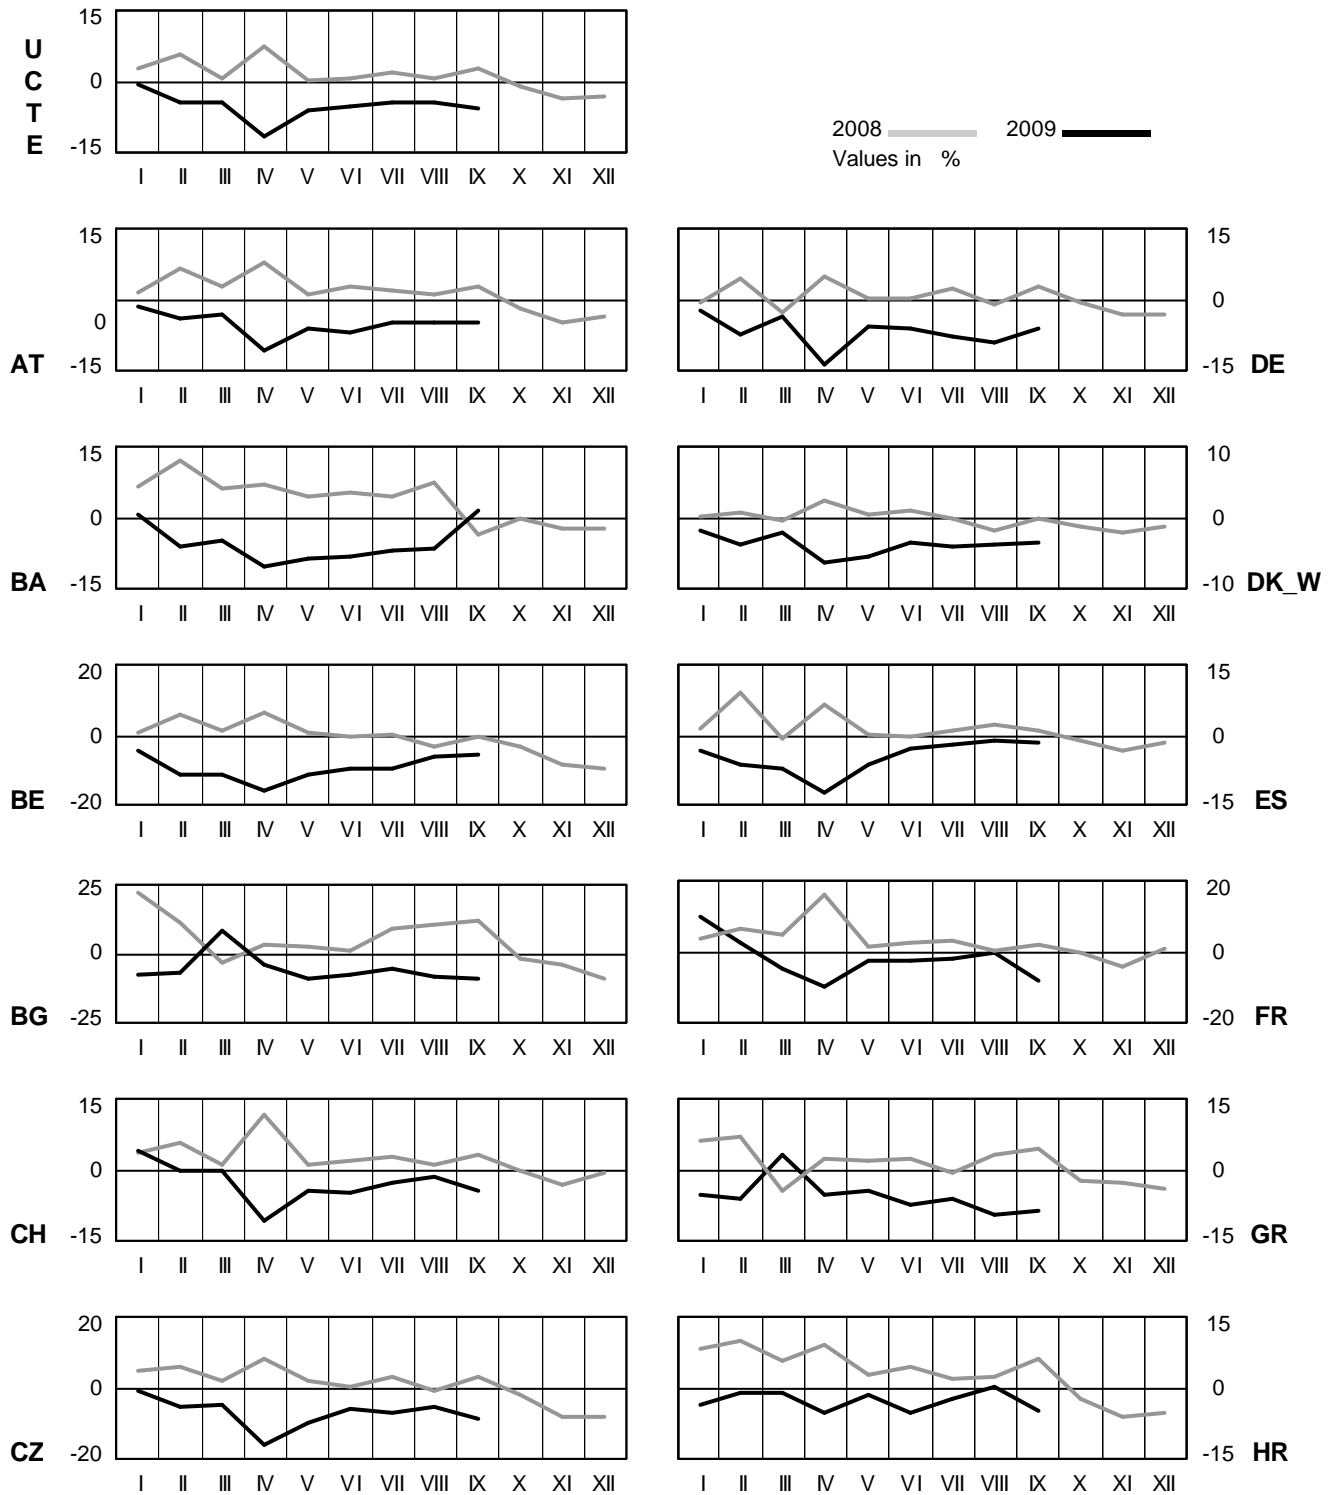 15
U
C
T
E
0
-15
I II III IV V VI VII VIII IX X XI XII
2008 2009
Values in %
15
0
AT -15
I II III IV V VI VII VIII IX X XI XII
15
0
-15 DE
I II III IV V VI VII VIII IX X XI XII
15
0
BA -15
I II III IV V VI VII VIII IX X XI XII
10
0
-10 DK_W
I II III IV V VI VII VIII IX X XI XII
20
0
BE -20
I II III IV V VI VII VIII IX X XI XII
15
0
-15 ES
I II III IV V VI VII VIII IX X XI XII
25
0
BG -25
I II III IV V VI VII VIII IX X XI XII
20
0
-20 FR
I II III IV V VI VII VIII IX X XI XII
15
0
CH -15
I II III IV V VI VII VIII IX X XI XII
15
0
-15 GR
I II III IV V VI VII VIII IX X XI XII
20
0
CZ -20
I II III IV V VI VII VIII IX X XI XII
15
0
-15 HR
I II III IV V VI VII VIII IX X XI XII